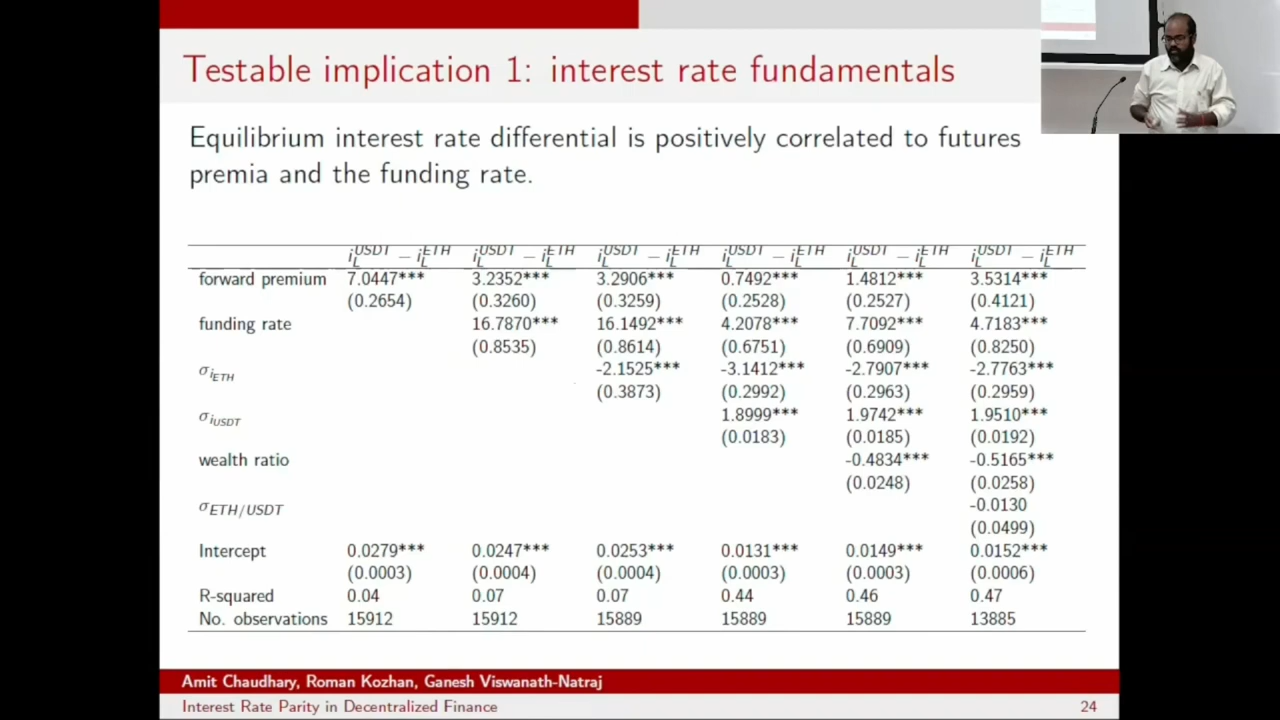 Testable implication 1: interest rate fundamentals
Equilibrium interest rate differential is positively correlated to futures
premia and the funding rate.
i_L^USDT − i_L^ETH i_L^USDT − i_L^ETH i_L^USDT − i_L^ETH i_L^USDT − i_L^ETH i_L^USDT − i_L^ETH i_L^USDT − i_L^ETH
forward premium 7.0447*** 3.2352*** 3.2906*** 0.7492*** 1.4812*** 3.5314***
(0.2654) (0.3260) (0.3259) (0.2528) (0.2527) (0.4121)
funding rate 16.7870*** 16.1492*** 4.2078*** 7.7092*** 4.7183***
(0.8535) (0.8614) (0.6751) (0.6909) (0.8250)
σ_iETH -2.1525*** -3.1412*** -2.7907*** -2.7763***
(0.3873) (0.2992) (0.2963) (0.2959)
σ_iUSDT 1.8999*** 1.9742*** 1.9510***
(0.0183) (0.0185) (0.0192)
wealth ratio -0.4834*** -0.5165***
(0.0248) (0.0258)
σ_ETH/USDT -0.0130
(0.0499)
Intercept 0.0279*** 0.0247*** 0.0253*** 0.0131*** 0.0149*** 0.0152***
(0.0003) (0.0004) (0.0004) (0.0003) (0.0003) (0.0006)
R-squared 0.04 0.07 0.07 0.44 0.46 0.47
No. observations 15912 15912 15889 15889 15889 13885
Amit Chaudhary, Roman Kozhan, Ganesh Viswanath-Natraj
Interest Rate Parity in Decentralized Finance 24